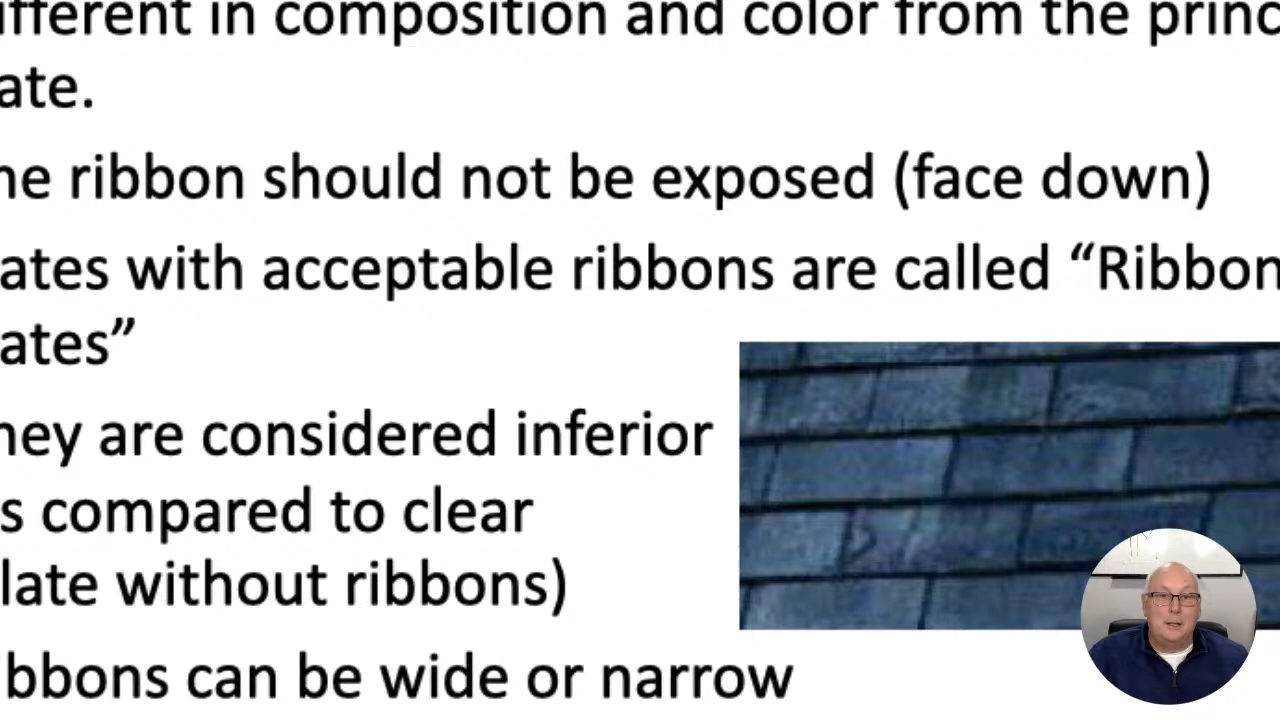 ifferent in composition and color from the princ
ate.
he ribbon should not be exposed (face down)
ates with acceptable ribbons are called “Ribbon
ates”
hey are considered inferior
s compared to clear
late without ribbons)
ibbons can be wide or narrow